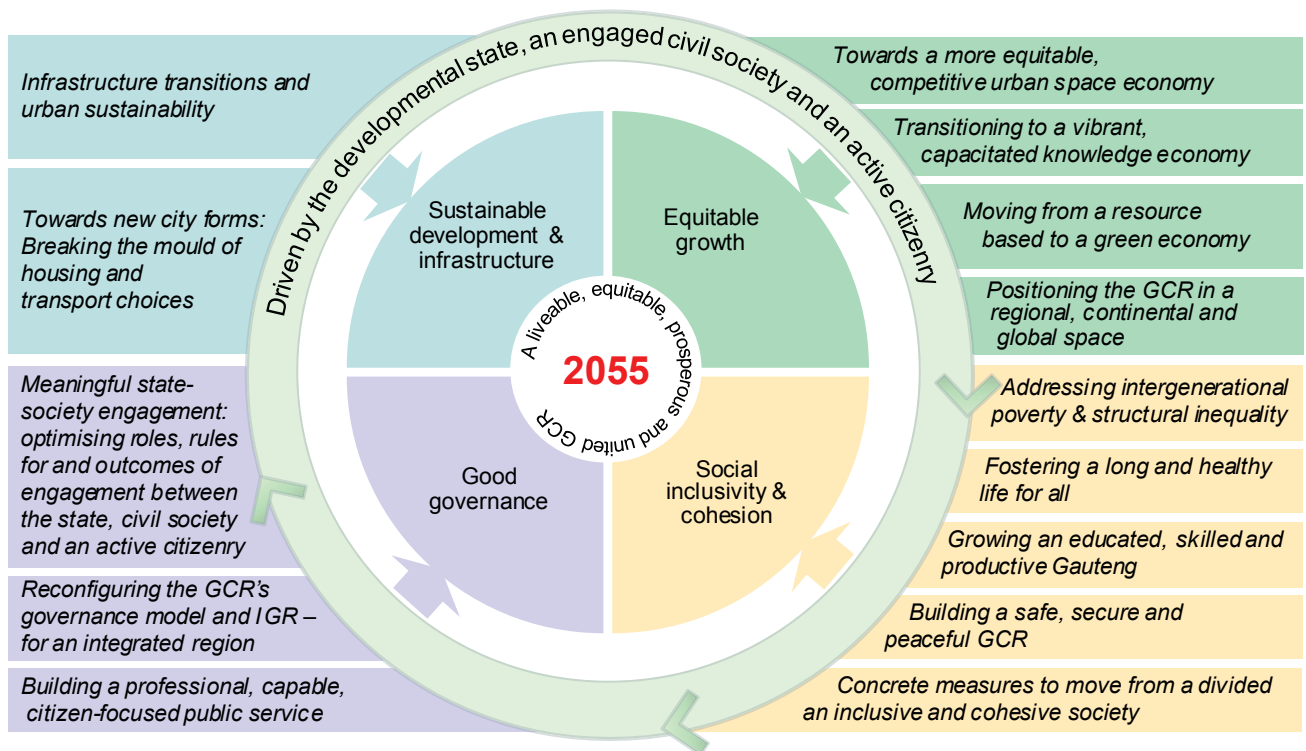 Driven by the developmental state, an engaged civil society and an active citizenry
Infrastructure transitions and
urban sustainability
Towards new city forms:
Breaking the mould of
housing and
transport choices
Meaningful state-
society engagement:
optimising roles, rules
for and outcomes of
engagement between
the state, civil society
and an active citizenry
Reconfiguring the GCR's
governance model and IGR –
for an integrated region
Building a professional, capable,
citizen-focused public service
Sustainable
development &
infrastructure
Equitable
growth
A liveable, equitable, prosperous and united GCR
2055
Good
governance
Social
inclusivity &
cohesion
Towards a more equitable,
competitive urban space economy
Transitioning to a vibrant,
capacitated knowledge economy
Moving from a resource
based to a green economy
Positioning the GCR in a
regional, continental and
global space
Addressing intergenerational
poverty & structural inequality
Fostering a long and healthy
life for all
Growing an educated, skilled and
productive Gauteng
Building a safe, secure and
peaceful GCR
Concrete measures to move from a divided
an inclusive and cohesive society